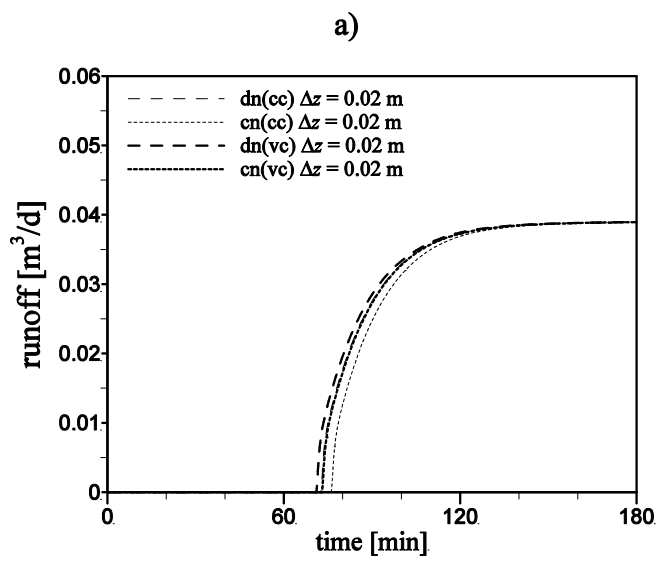 a)
0.06
dn(cc) Δz = 0.02 m
cn(cc) Δz = 0.02 m
dn(vc) Δz = 0.02 m
cn(vc) Δz = 0.02 m
0.05
0.04
0.03
0.02
0.01
0
runoff [m³/d]
0 60 120 180
time [min]